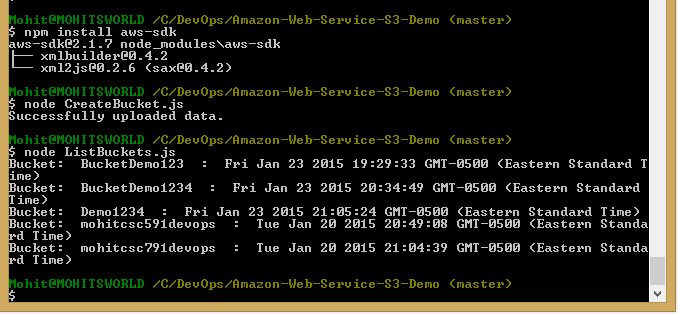 Mohit@MOHITSWORLD /C/DevOps/Amazon-Web-Service-S3-Demo (master)
$ npm install aws-sdk
aws-sdk@2.1.7 node_modules\aws-sdk
├── xmlbuilder@0.4.2
└── xml2js@0.2.6 (sax@0.4.2)
Mohit@MOHITSWORLD /C/DevOps/Amazon-Web-Service-S3-Demo (master)
$ node CreateBucket.js
Successfully uploaded data.
Mohit@MOHITSWORLD /C/DevOps/Amazon-Web-Service-S3-Demo (master)
$ node ListBuckets.js
Bucket:  BucketDemo123  :  Fri Jan 23 2015 19:29:33 GMT-0500 (Eastern Standard T
ime)
Bucket:  BucketDemo1234  :  Fri Jan 23 2015 20:34:49 GMT-0500 (Eastern Standard
Time)
Bucket:  Demo1234  :  Fri Jan 23 2015 21:05:24 GMT-0500 (Eastern Standard Time)
Bucket:  mohitcsc591devops  :  Tue Jan 20 2015 20:49:08 GMT-0500 (Eastern Standa
rd Time)
Bucket:  mohitcsc791devops  :  Tue Jan 20 2015 21:04:39 GMT-0500 (Eastern Standa
rd Time)
Mohit@MOHITSWORLD /C/DevOps/Amazon-Web-Service-S3-Demo (master)
$